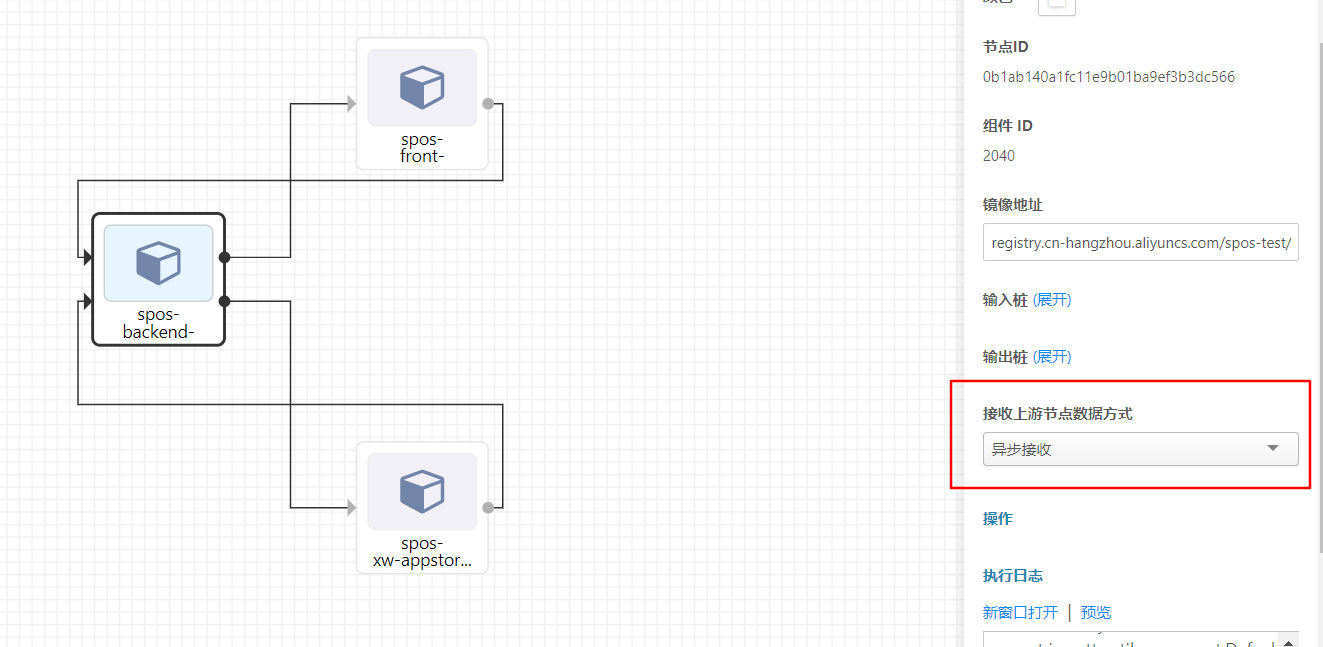 spos-
front-
spos-
backend-
spos-
xw-appstor...
节点ID
0b1ab140a1fc11e9b01ba9ef3b3dc566
组件 ID
2040
镜像地址
registry.cn-hangzhou.aliyuncs.com/spos-test/
输入桩 (展开)
输出桩 (展开)
接收上游节点数据方式
异步接收
操作
执行日志
新窗口打开 | 预览